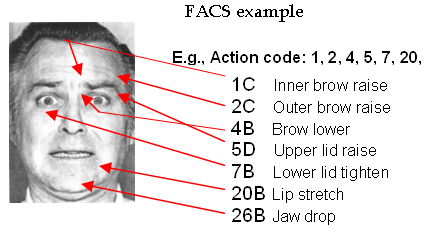 FACS example
E.g., Action code: 1, 2, 4, 5, 7, 20,
1C Inner brow raise
2C Outer brow raise
4B Brow lower
5D Upper lid raise
7B Lower lid tighten
20B Lip stretch
26B Jaw drop